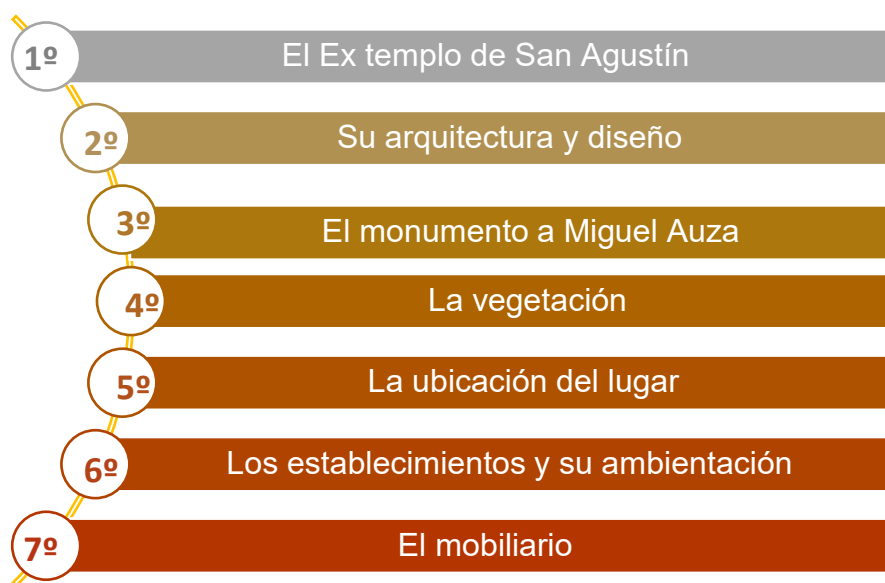 1º El Ex templo de San Agustín
2º Su arquitectura y diseño
3º El monumento a Miguel Auza
4º La vegetación
5º La ubicación del lugar
6º Los establecimientos y su ambientación
7º El mobiliario